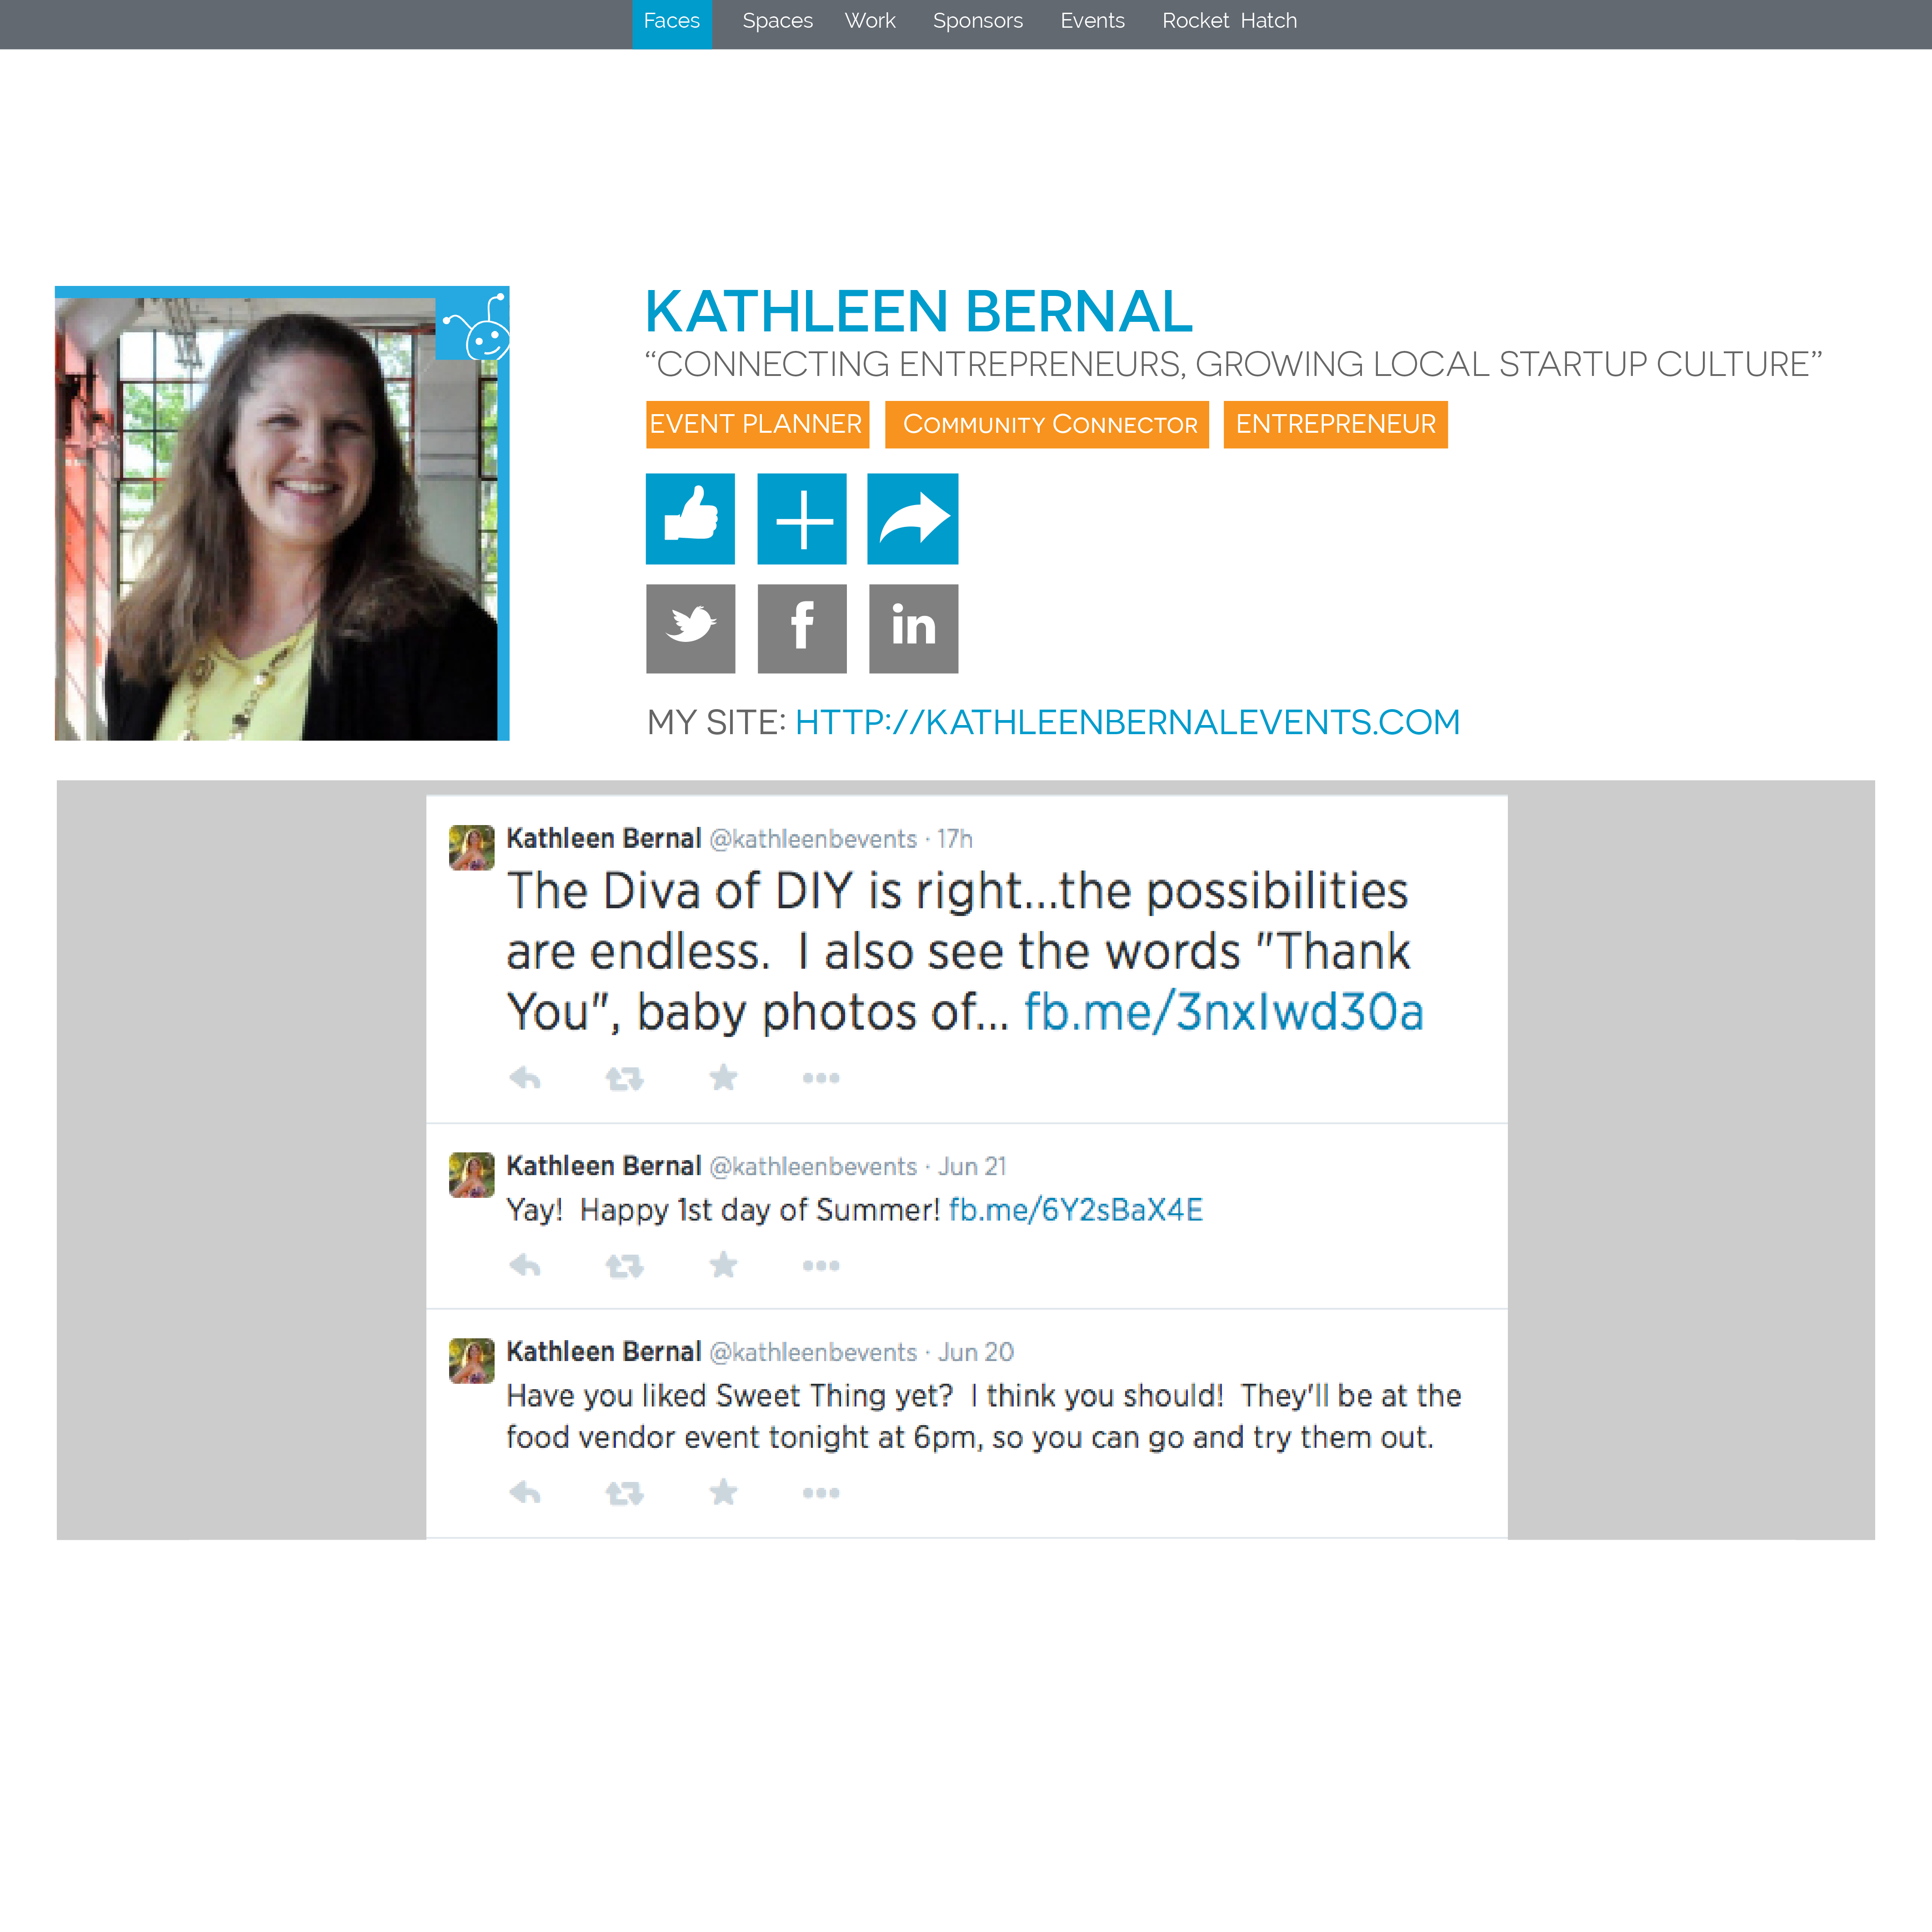 Faces Spaces Work Sponsors Events Rocket Hatch
KATHLEEN BERNAL
“CONNECTING ENTREPRENEURS, GROWING LOCAL STARTUP CULTURE”
EVENT PLANNER COMMUNITY CONNECTOR ENTREPRENEUR
f in
MY SITE: HTTP://KATHLEENBERNALEVENTS.COM
Kathleen Bernal @kathleenbevents · 17h
The Diva of DIY is right...the possibilities
are endless.  I also see the words "Thank
You", baby photos of... fb.me/3nxIwd30a
Kathleen Bernal @kathleenbevents · Jun 21
Yay!  Happy 1st day of Summer! fb.me/6Y2sBaX4E
Kathleen Bernal @kathleenbevents · Jun 20
Have you liked Sweet Thing yet?  I think you should!  They'll be at the
food vendor event tonight at 6pm, so you can go and try them out.